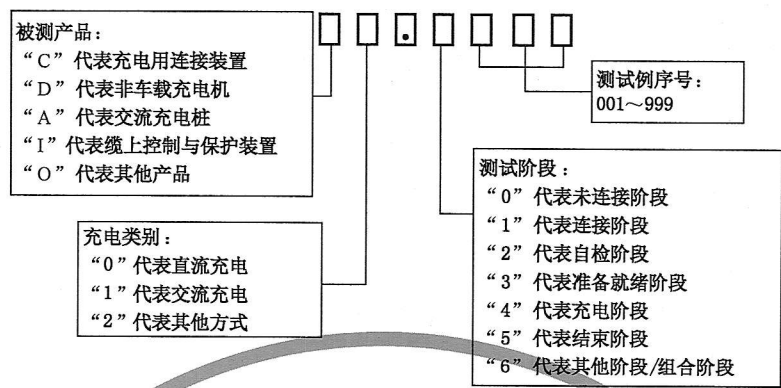 被测产品：
“C”代表充电用连接装置
“D”代表非车载充电机
“A”代表交流充电桩
“I”代表缆上控制与保护装置
“O”代表其他产品
.
测试例序号：
001～999
充电类别：
“0”代表直流充电
“1”代表交流充电
“2”代表其他方式
测试阶段：
“0”代表未连接阶段
“1”代表连接阶段
“2”代表自检阶段
“3”代表准备就绪阶段
“4”代表充电阶段
“5”代表结束阶段
“6”代表其他阶段/组合阶段